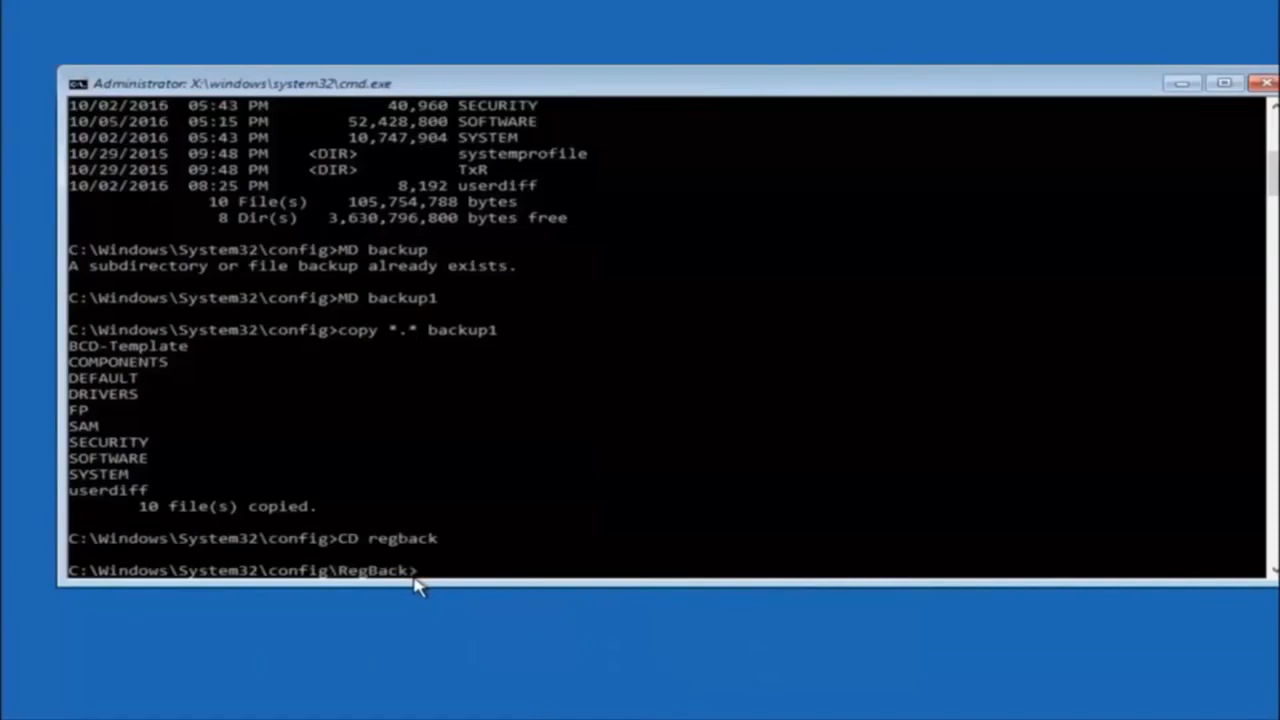 Administrator: X:\windows\system32\cmd.exe
10/02/2016  05:43 PM            40,960 SECURITY
10/05/2016  05:15 PM        52,428,800 SOFTWARE
10/02/2016  05:43 PM        10,747,904 SYSTEM
10/29/2015  09:48 PM    <DIR>          systemprofile
10/29/2015  09:48 PM    <DIR>          TxR
10/02/2016  08:25 PM             8,192 userdiff
              10 File(s)    105,754,788 bytes
               8 Dir(s)   3,630,796,800 bytes free
C:\Windows\System32\config>MD backup
A subdirectory or file backup already exists.
C:\Windows\System32\config>MD backup1
C:\Windows\System32\config>copy *.* backup1
BCD-Template
COMPONENTS
DEFAULT
DRIVERS
FP
SAM
SECURITY
SOFTWARE
SYSTEM
userdiff
       10 file(s) copied.
C:\Windows\System32\config>CD regback
C:\Windows\System32\config\RegBack>